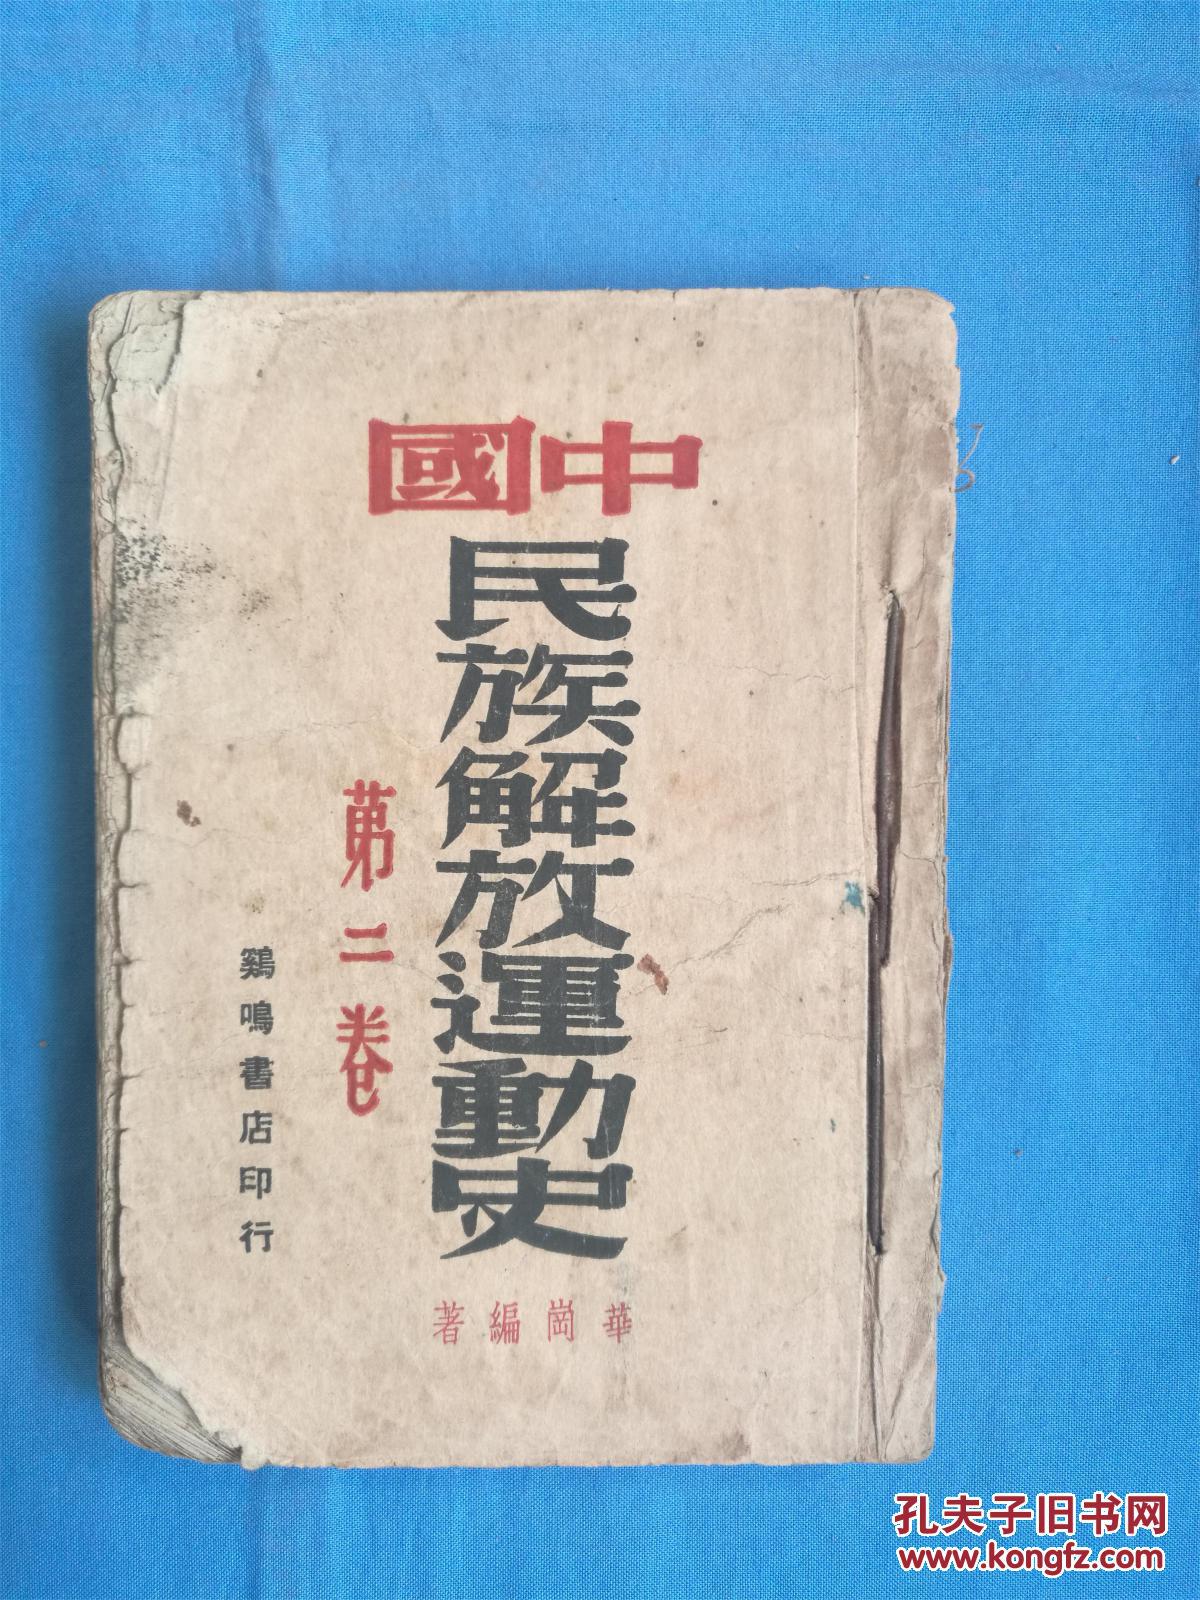 中國
民族解放運動史
第二卷
鷄鳴書店印行
華崗編著
孔夫子旧书网
www.kongfz.com